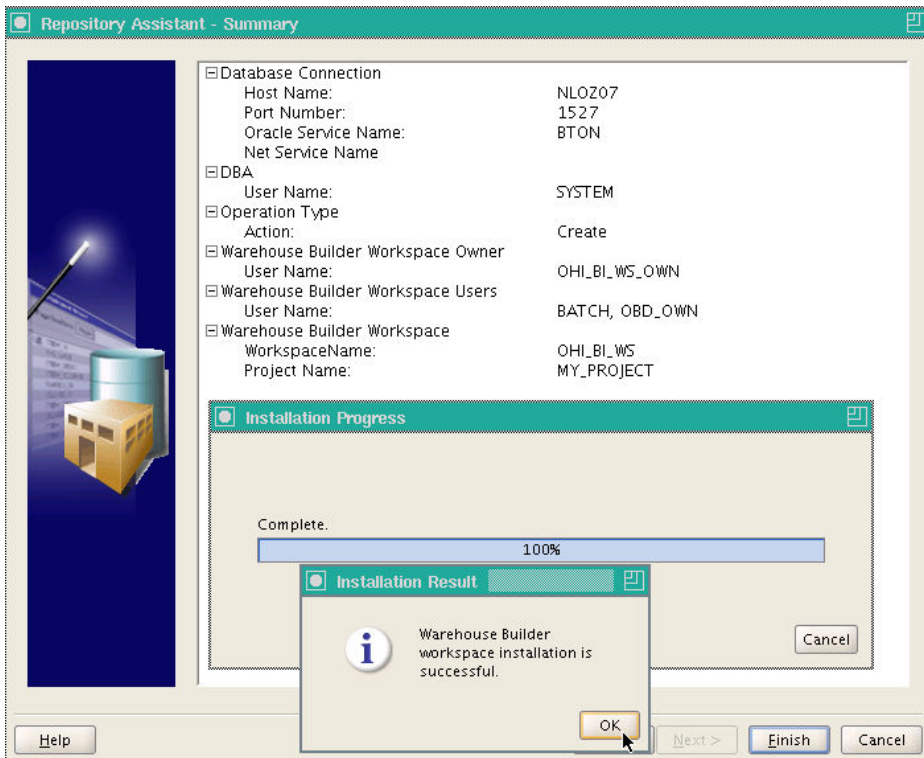 Repository Assistant - Summary
Database Connection
Host Name: NLOZ07
Port Number: 1527
Oracle Service Name: BTON
Net Service Name
DBA
User Name: SYSTEM
Operation Type
Action: Create
Warehouse Builder Workspace Owner
User Name: OHI_BI_WS_OWN
Warehouse Builder Workspace Users
User Name: BATCH, OBD_OWN
Warehouse Builder Workspace
WorkspaceName: OHI_BI_WS
Project Name: MY_PROJECT
Installation Progress
Complete.
100%
Installation Result
Warehouse Builder
workspace installation is
successful.
Cancel
OK
Help
Next >
Finish
Cancel